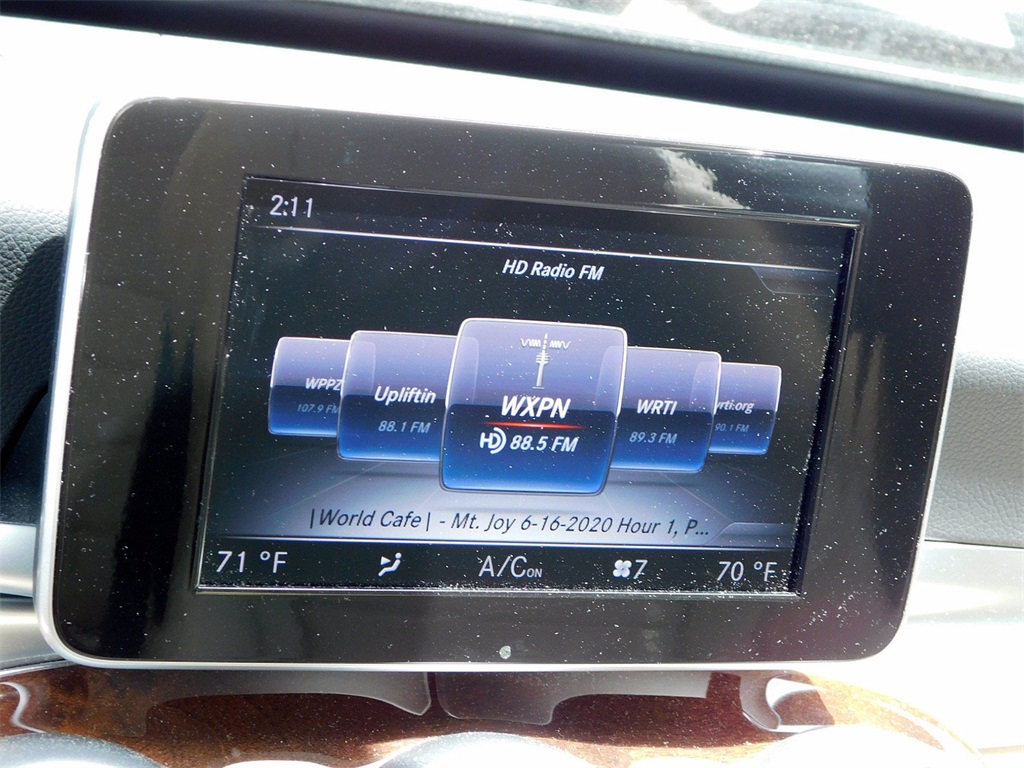 2:11
HD Radio FM
WPPZ
107.9 FM
Upliftin
88.1 FM
WXPN
HD 88.5 FM
WRTI
89.3 FM
wrti.org
90.1 FM
|World Cafe| - Mt. Joy 6-16-2020 Hour 1, P...
71 °F A/C ON 7 70 °F